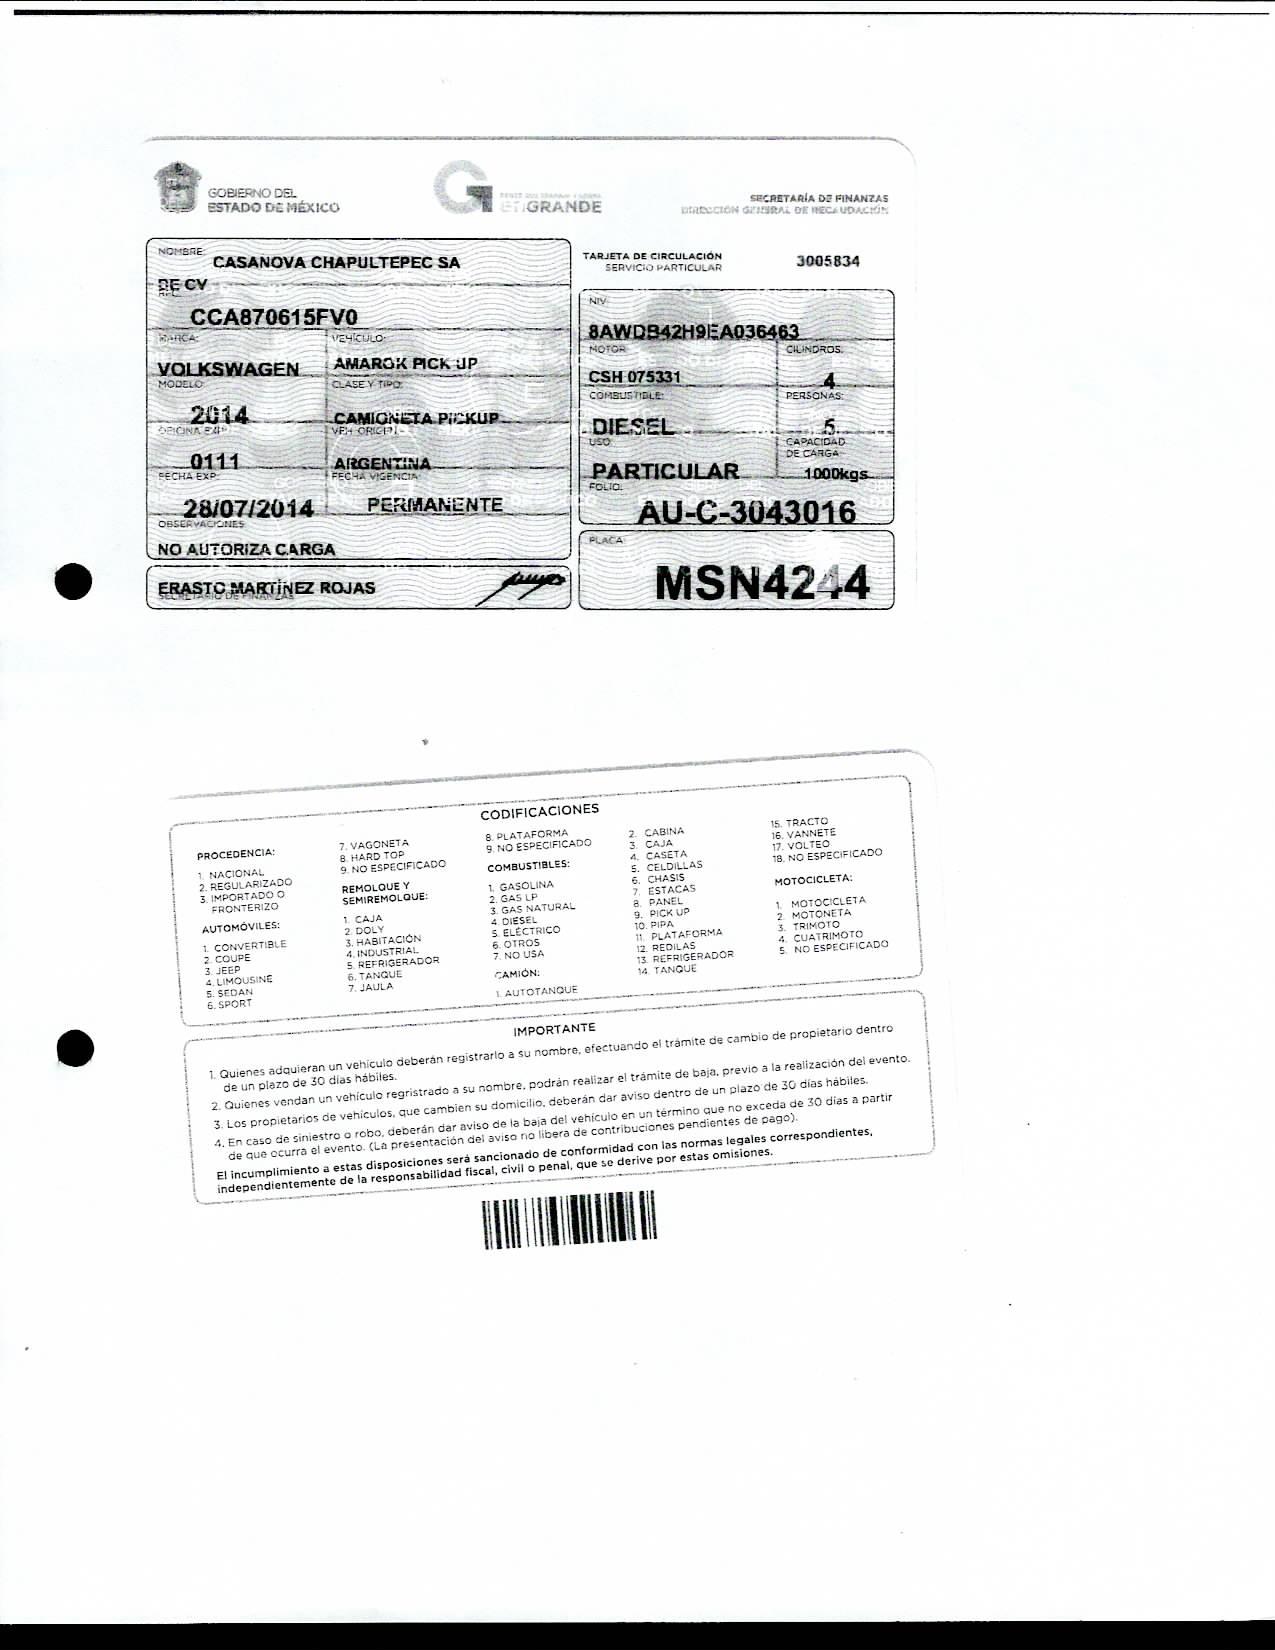 GOBIERNO DEL
ESTADO DE MÉXICO
GRANDE
SECRETARÍA DE FINANZAS
DIRECCIÓN GENERAL DE RECAUDACIÓN
NOMBRE:
CASANOVA CHAPULTEPEC SA
DE CV
CCA870615FV0
MARCA:
VEHÍCULO:
VOLKSWAGEN
AMAROK PICK UP
MODELO:
CLASE Y TIPO:
2014
CAMIONETA PICKUP
OFICINA EXP:
VEH ORIGEN:
0111
ARGENTINA
FECHA EXP:
FECHA VIGENCIA:
28/07/2014
PERMANENTE
OBSERVACIONES
NO AUTORIZA CARGA
ERASTO MARTÍNEZ ROJAS
SECRETARIO DE FINANZAS
TARJETA DE CIRCULACIÓN
SERVICIO PARTICULAR
3005834
NIV
8AWDB42H9EA036463
MOTOR
CILINDROS:
CSH 075331
4
COMBUSTIBLE:
PERSONAS:
DIESEL
5
USO
CAPACIDAD
DE CARGA
PARTICULAR
1000kgs
FOLIO:
AU-C-3043016
PLACA
MSN4244
CODIFICACIONES
PROCEDENCIA:
1. NACIONAL
2. REGULARIZADO
3. IMPORTADO O
FRONTERIZO
AUTOMÓVILES:
1. CONVERTIBLE
2. COUPE
3. JEEP
4. LIMOUSINE
5. SEDAN
6. SPORT
7. VAGONETA
8. HARD TOP
9. NO ESPECIFICADO
REMOLQUE Y
SEMIREMOLQUE:
1. CAJA
2. DOLY
3. HABITACIÓN
4. INDUSTRIAL
5. REFRIGERADOR
6. TANQUE
7. JAULA
8. PLATAFORMA
9. NO ESPECIFICADO
COMBUSTIBLES:
1. GASOLINA
2. GAS LP
3. GAS NATURAL
4. DIESEL
5. ELÉCTRICO
6. OTROS
7. NO USA
CAMIÓN:
1. AUTOTANQUE
2. CABINA
3. CAJA
4. CASETA
5. CELDILLAS
6. CHASIS
7. ESTACAS
8. PANEL
9. PICK UP
10. PIPA
11. PLATAFORMA
12. REDILAS
13. REFRIGERADOR
14. TANQUE
15. TRACTO
16. VANNETE
17. VOLTEO
18. NO ESPECIFICADO
MOTOCICLETA:
1. MOTOCICLETA
2. MOTONETA
3. TRIMOTO
4. CUATRIMOTO
5. NO ESPECIFICADO
IMPORTANTE
1. Quienes adquieran un vehículo deberán registrarlo a su nombre, efectuando el trámite de cambio de propietario dentro
de un plazo de 30 días hábiles.
2. Quienes vendan un vehículo regristrado a su nombre, podrán realizar el trámite de baja, previo a la realización del evento.
3. Los propietarios de vehículos, que cambien su domicilio, deberán dar aviso dentro de un plazo de 30 días hábiles.
4. En caso de siniestro o robo, deberán dar aviso de la baja del vehículo en un término que no exceda de 30 días a partir
de que ocurra el evento. (La presentación del aviso no libera de contribuciones pendientes de pago).
El incumplimiento a estas disposiciones será sancionado de conformidad con las normas legales correspondientes,
independientemente de la responsabilidad fiscal, civil o penal, que se derive por estas omisiones.